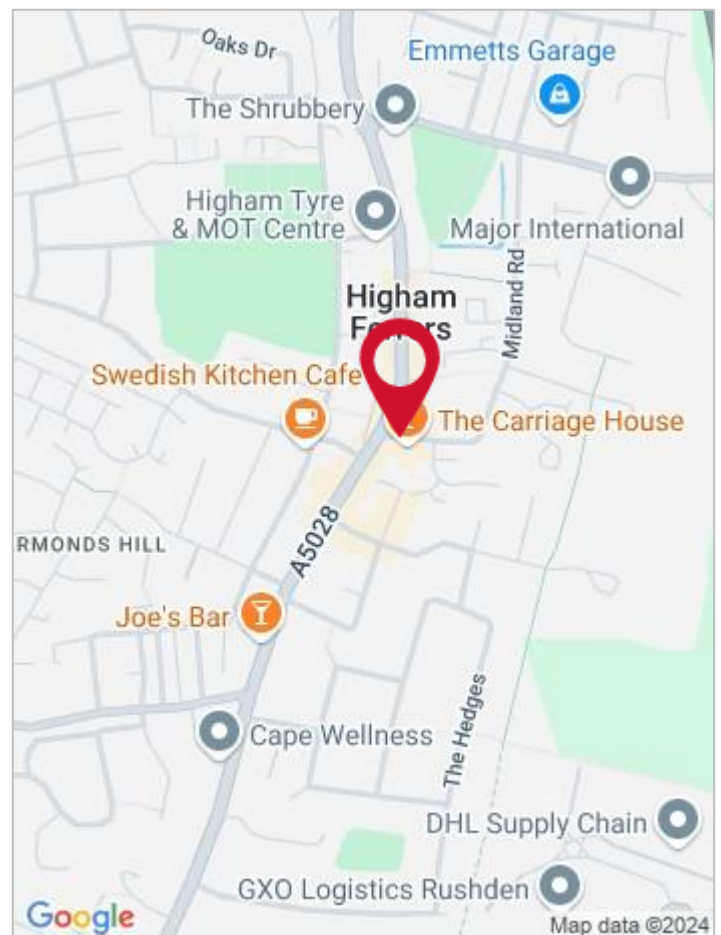 Oaks Dr
Emmetts Garage
The Shrubbery
Higham Tyre
& MOT Centre
Major International
Midland Rd
Higham
Swedish Kitchen Cafe
The Carriage House
A5028
RMONDS HILL
Joe's Bar
The Hedges
Cape Wellness
DHL Supply Chain
GXO Logistics Rushden
Google
Map data ©2024